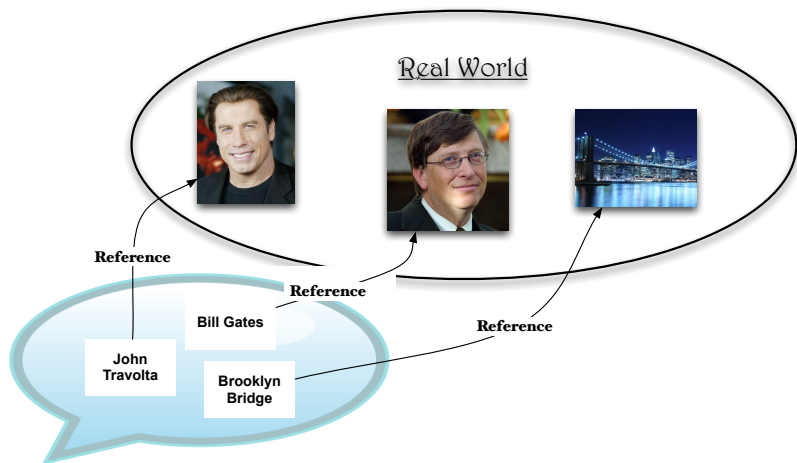 Real World
Reference
Reference
Bill Gates
Reference
John
Travolta
Brooklyn
Bridge